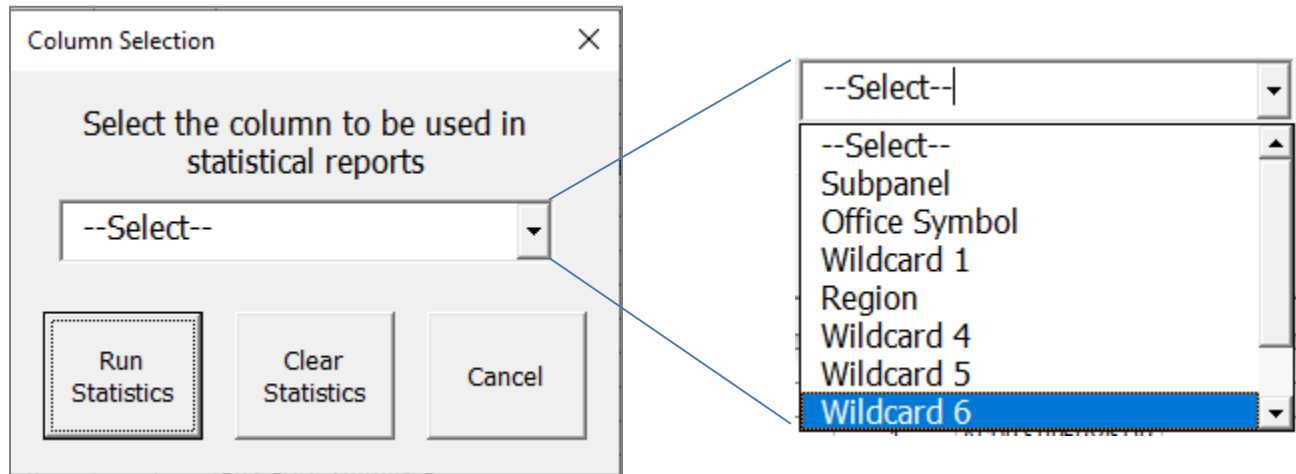 Column Selection
Select the column to be used in
statistical reports
--Select--
Run
Statistics
Clear
Statistics
Cancel
--Select--
--Select--
Subpanel
Office Symbol
Wildcard 1
Region
Wildcard 4
Wildcard 5
Wildcard 6